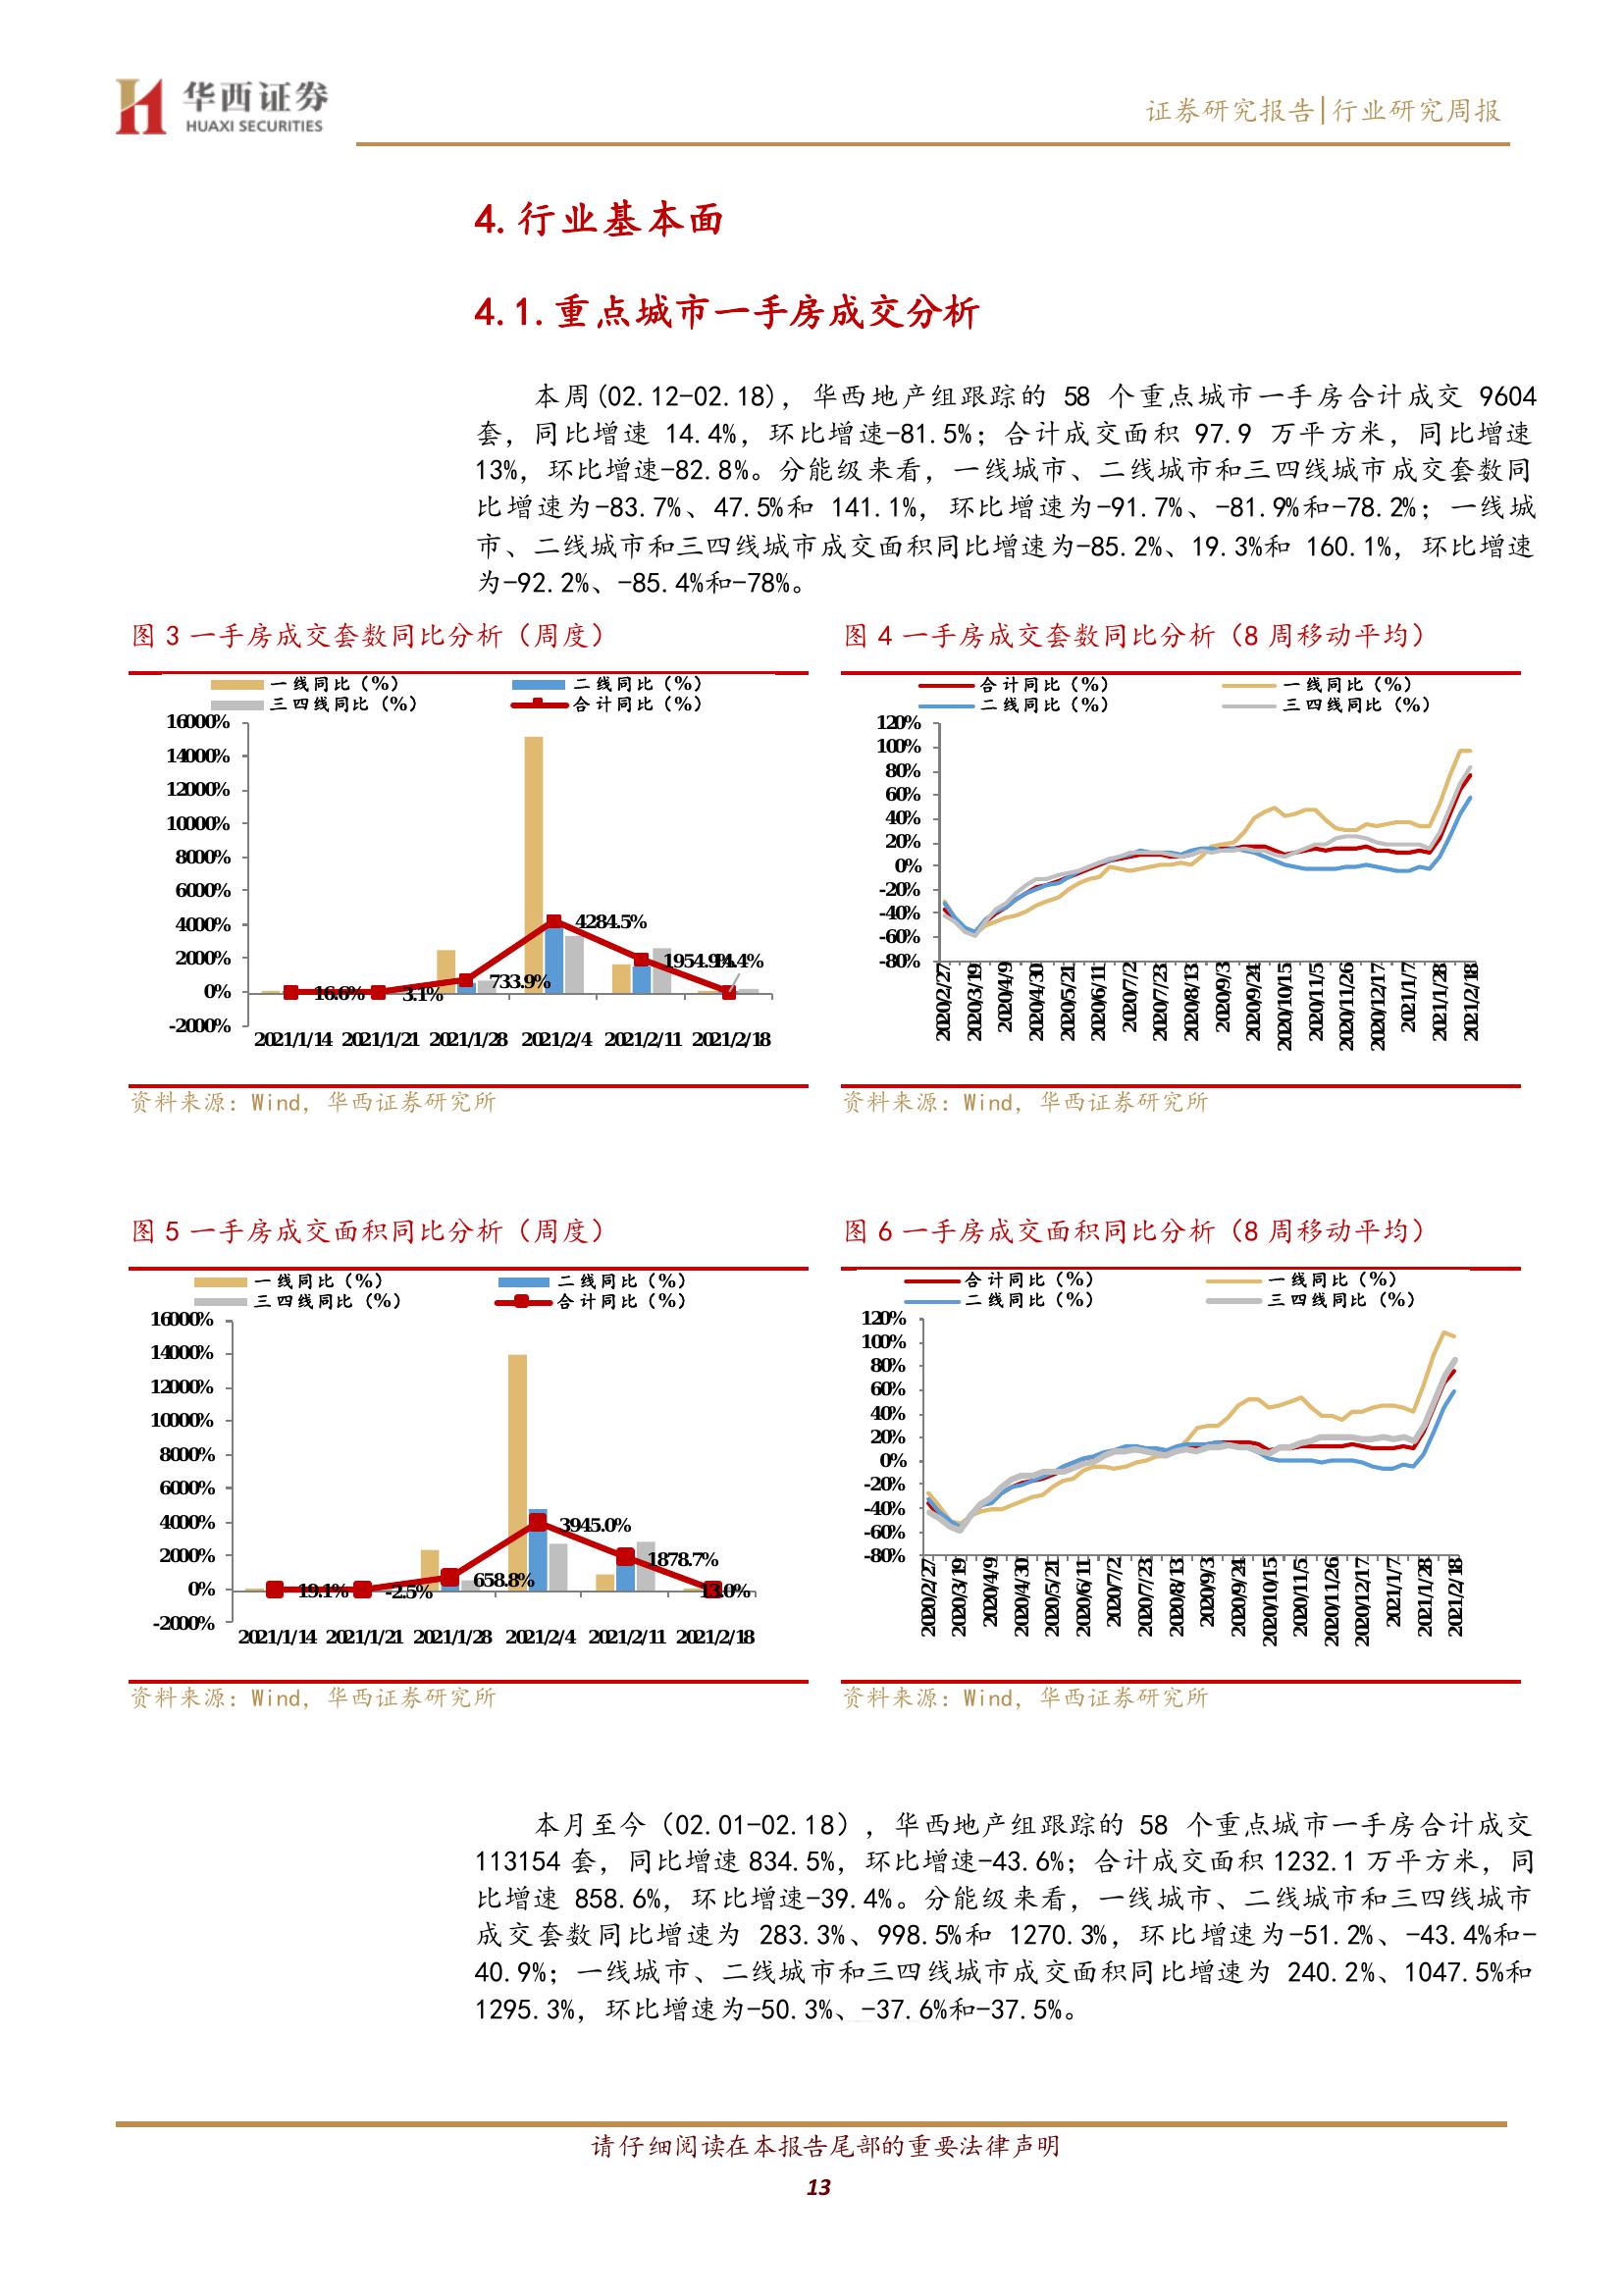 华西证券
HUAXI SECURITIES
证券研究报告|行业研究周报
4.行业基本面
4.1.重点城市一手房成交分析
本周(02.12-02.18)，华西地产组跟踪的 58 个重点城市一手房合计成交 9604
套，同比增速 14.4%，环比增速-81.5%；合计成交面积 97.9 万平方米，同比增速
13%，环比增速-82.8%。分能级来看，一线城市、二线城市和三四线城市成交套数同
比增速为-83.7%、47.5%和 141.1%，环比增速为-91.7%、-81.9%和-78.2%；一线城
市、二线城市和三四线城市成交面积同比增速为-85.2%、19.3%和 160.1%，环比增速
为-92.2%、-85.4%和-78%。
图 3 一手房成交套数同比分析（周度）
一线同比（%）
二线同比（%）
三四线同比（%）
合计同比（%）
16000%
14000%
12000%
10000%
8000%
6000%
4000%
2000%
0%
-2000%
16.6%
3.1%
733.9%
4284.5%
1954.9%
14.4%
2021/1/14 2021/1/21 2021/1/28 2021/2/4 2021/2/11 2021/2/18
资料来源：Wind，华西证券研究所
图 4 一手房成交套数同比分析（8 周移动平均）
合计同比（%）
一线同比（%）
二线同比（%）
三四线同比（%）
120%
100%
80%
60%
40%
20%
0%
-20%
-40%
-60%
-80%
2020/2/27
2020/3/19
2020/4/9
2020/4/30
2020/5/21
2020/6/11
2020/7/2
2020/7/23
2020/8/13
2020/9/3
2020/9/24
2020/10/15
2020/11/5
2020/11/26
2020/12/17
2021/1/7
2021/1/28
2021/2/18
资料来源：Wind，华西证券研究所
图 5 一手房成交面积同比分析（周度）
一线同比（%）
二线同比（%）
三四线同比（%）
合计同比（%）
16000%
14000%
12000%
10000%
8000%
6000%
4000%
2000%
0%
-2000%
19.1%
-2.5%
658.8%
3945.0%
1878.7%
13.0%
2021/1/14 2021/1/21 2021/1/28 2021/2/4 2021/2/11 2021/2/18
资料来源：Wind，华西证券研究所
图 6 一手房成交面积同比分析（8 周移动平均）
合计同比（%）
一线同比（%）
二线同比（%）
三四线同比（%）
120%
100%
80%
60%
40%
20%
0%
-20%
-40%
-60%
-80%
2020/2/27
2020/3/19
2020/4/9
2020/4/30
2020/5/21
2020/6/11
2020/7/2
2020/7/23
2020/8/13
2020/9/3
2020/9/24
2020/10/15
2020/11/5
2020/11/26
2020/12/17
2021/1/7
2021/1/28
2021/2/18
资料来源：Wind，华西证券研究所
本月至今（02.01-02.18），华西地产组跟踪的 58 个重点城市一手房合计成交
113154 套，同比增速 834.5%，环比增速-43.6%；合计成交面积 1232.1 万平方米，同
比增速 858.6%，环比增速-39.4%。分能级来看，一线城市、二线城市和三四线城市
成交套数同比增速为 283.3%、998.5%和 1270.3%，环比增速为-51.2%、-43.4%和-
40.9%；一线城市、二线城市和三四线城市成交面积同比增速为 240.2%、1047.5%和
1295.3%，环比增速为-50.3%、-37.6%和-37.5%。
请仔细阅读在本报告尾部的重要法律声明
13